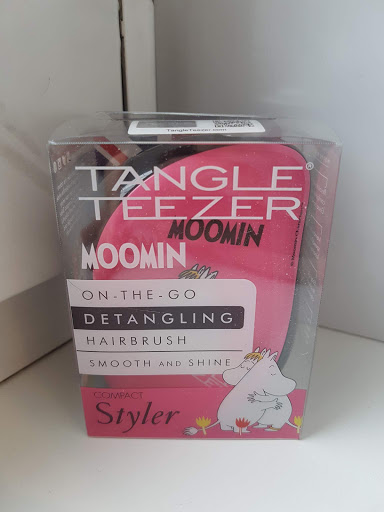 TangleTeezer.com
TANGLE
TEEZER®
MOOMIN
MOOMIN
ON-THE-GO
DETANGLING
HAIRBRUSH
SMOOTH AND SHINE
COMPACT
Styler